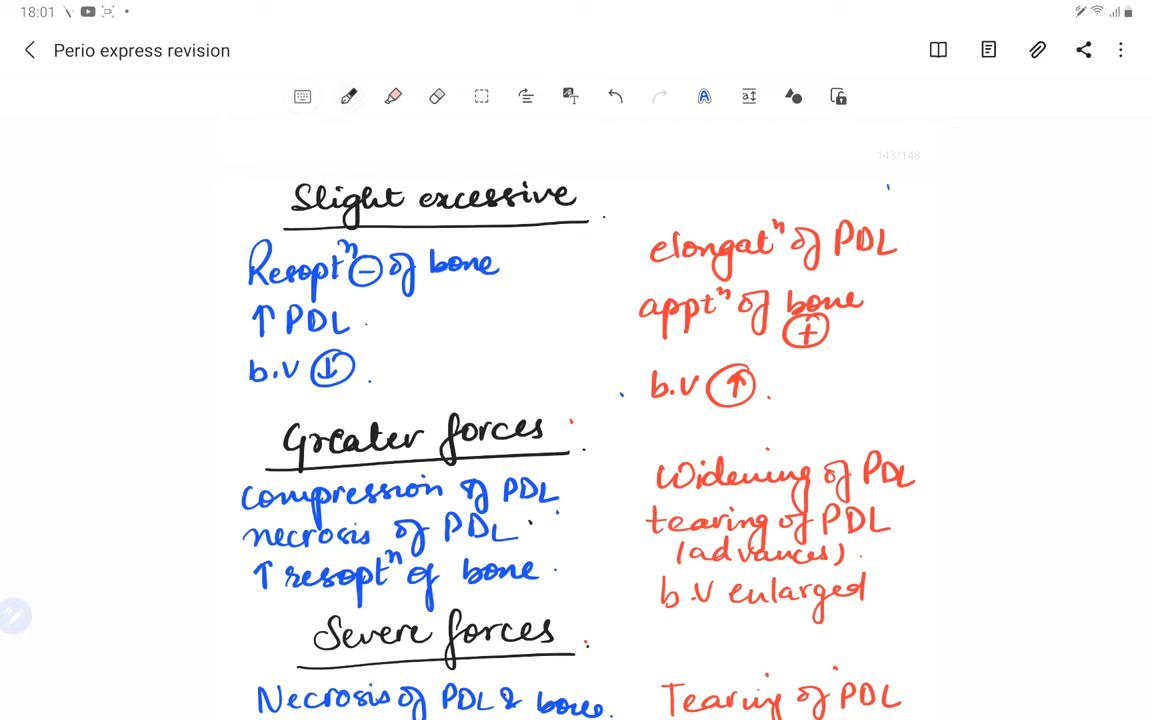 18:01
Perio express revision
143/148
Slight excessive
Resoptⁿ ⊖ of bone
↑ PDL
b.v ↓
elongatⁿ of PDL
apptⁿ of bone
+
b.v ↑
Greater forces
compression of PDL
necrosis of PDL
↑ resoptⁿ of bone
Widening of PDL
tearing of PDL
(advances)
b.v enlarged
Severe forces
Necrosis of PDL & bone
Tearing of PDL